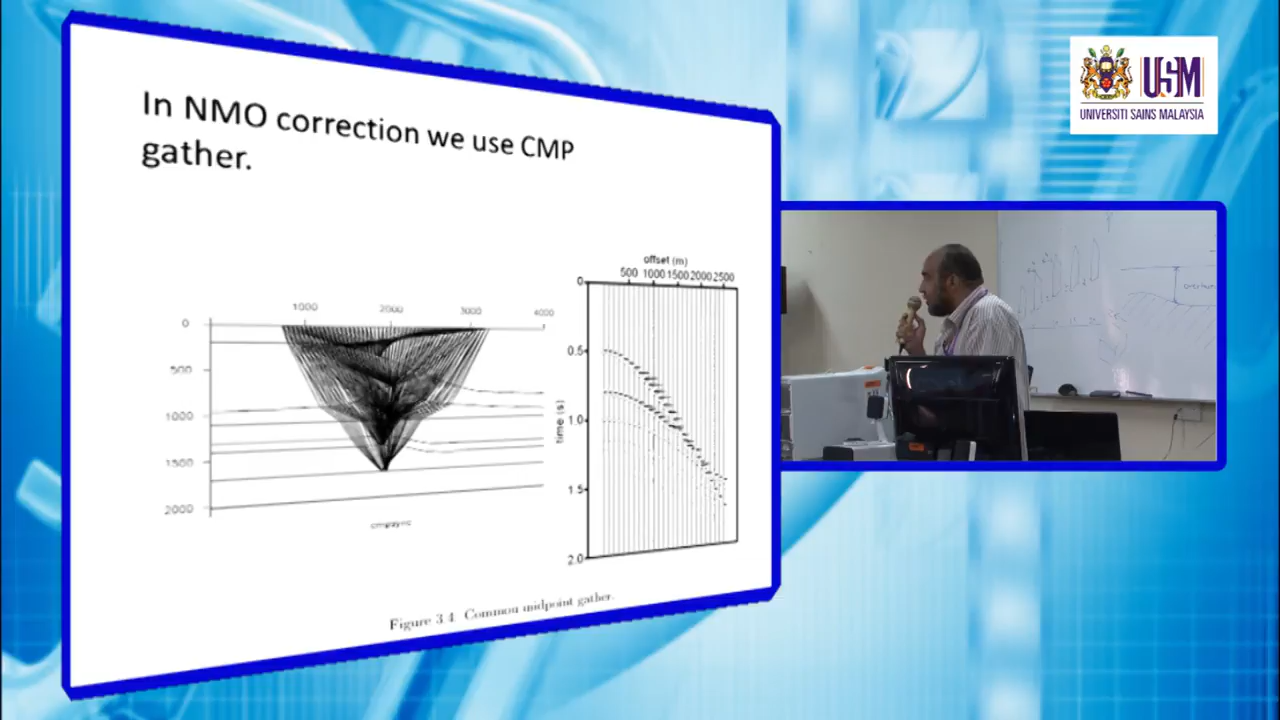 In NMO correction we use CMP
gather.
1000 2000 3000 4000
0
500
1000
1500
2000
offset (m)
500 1000 1500 2000 2500
0
0.5
1.0
1.5
2.0
time (s)
Figure 3.4. Common midpoint gather.
USM
UNIVERSITI SAINS MALAYSIA